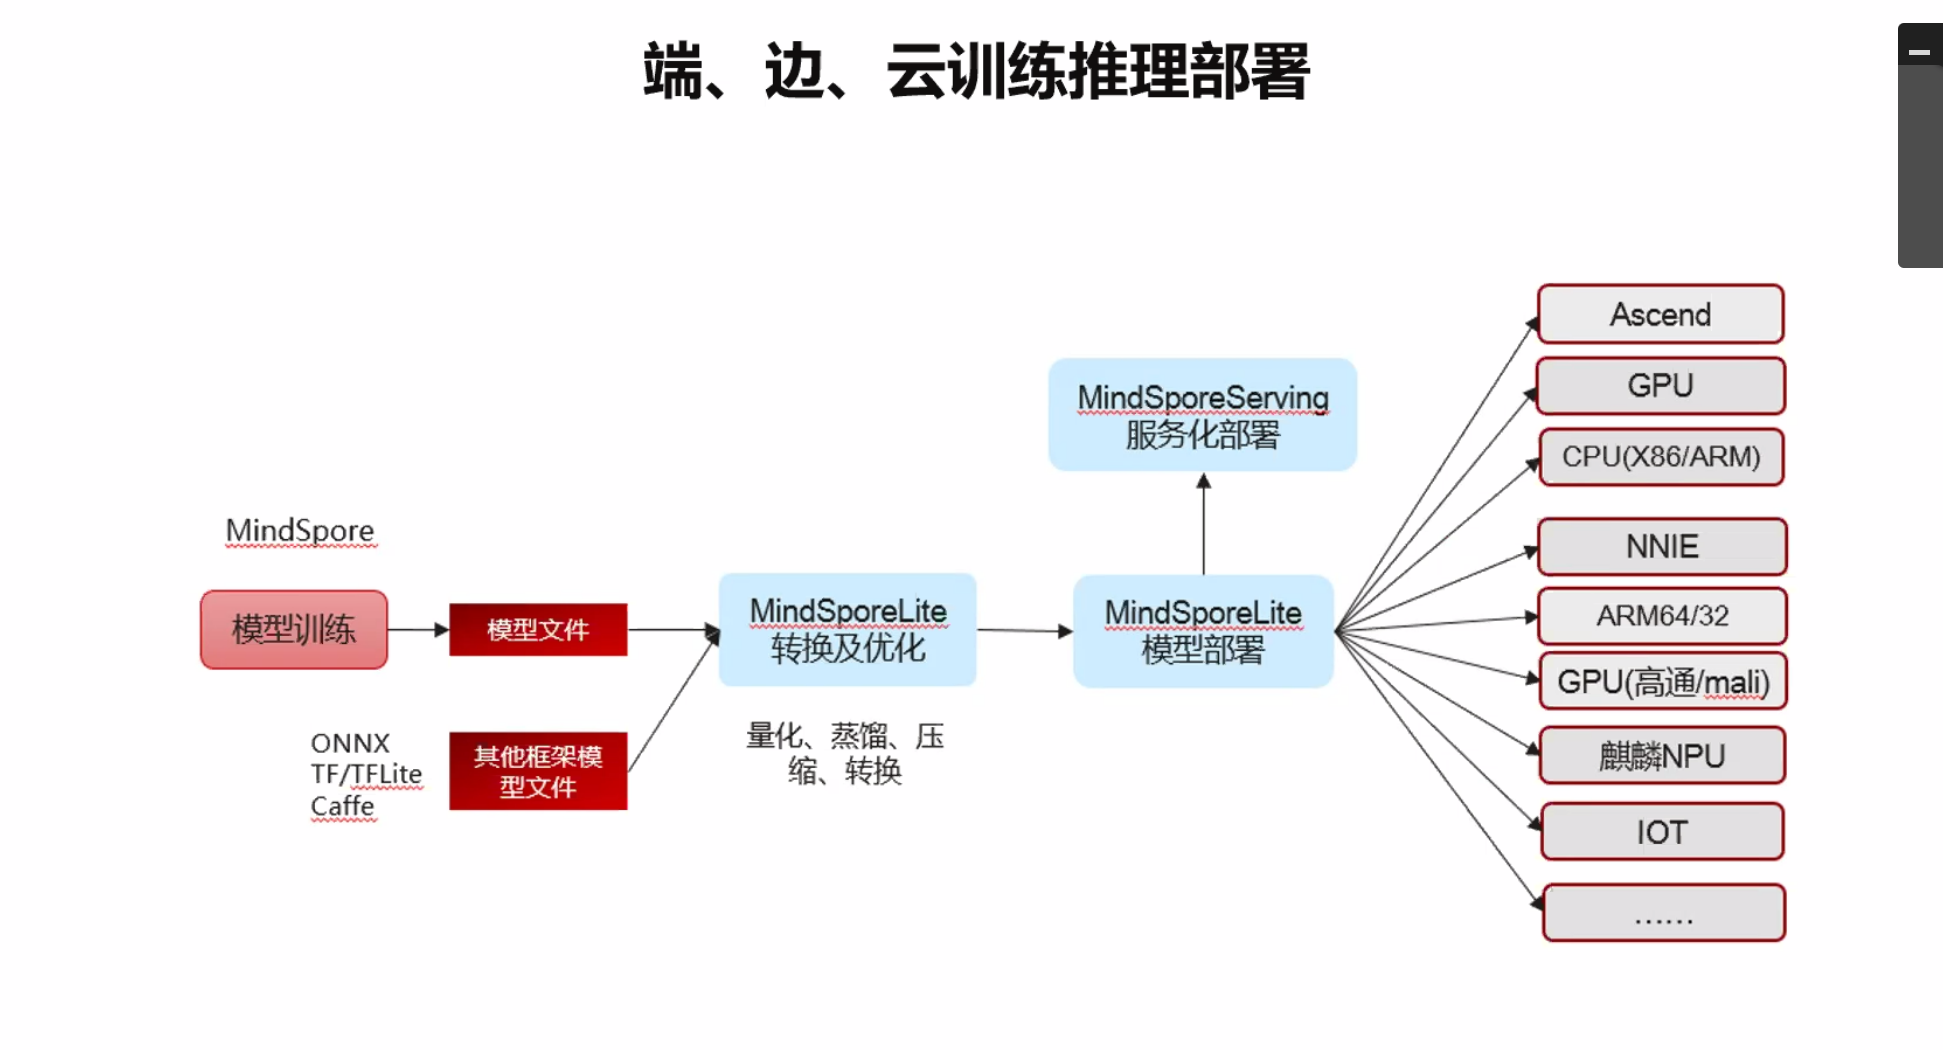 端、边、云训练推理部署
MindSpore
模型训练
模型文件
ONNX
TF/TFLite
Caffe
其他框架模
型文件
MindSporeLite
转换及优化
量化、蒸馏、压
缩、转换
MindSporeServing
服务化部署
MindSporeLite
模型部署
Ascend
GPU
CPU(X86/ARM)
NNIE
ARM64/32
GPU(高通/mali)
麒麟NPU
IOT
......